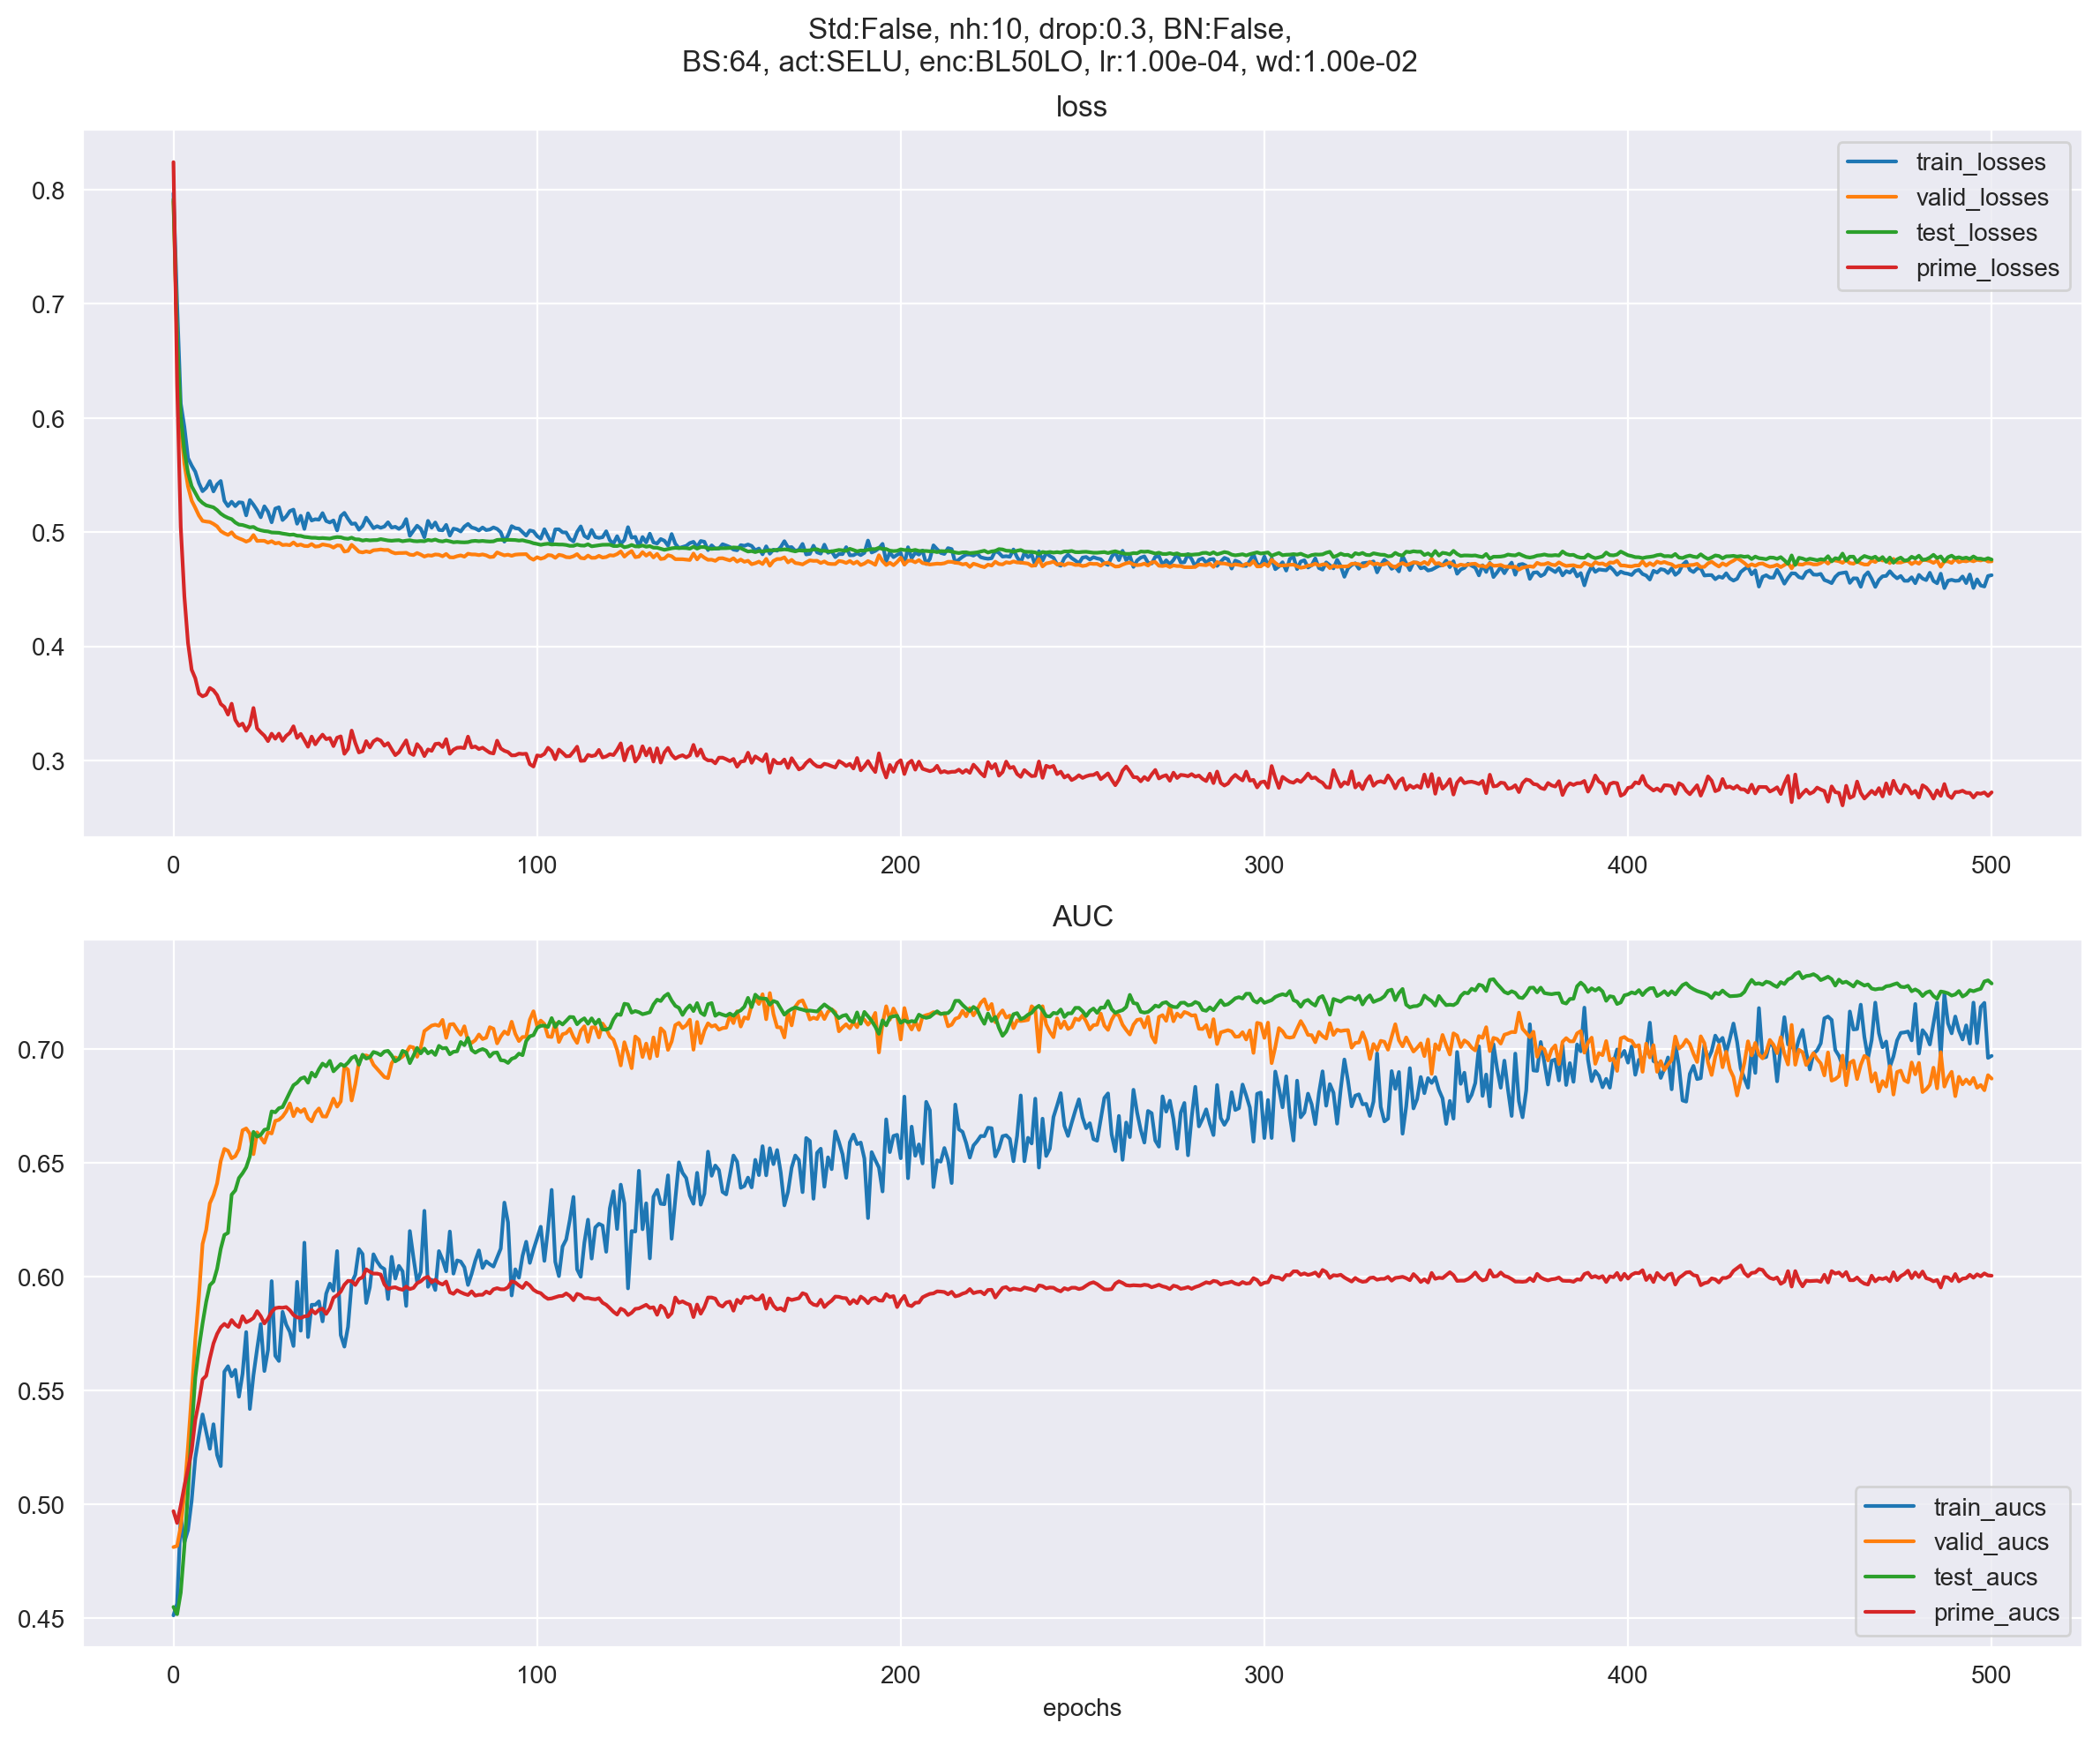 Std:False, nh:10, drop:0.3, BN:False,
BS:64, act:SELU, enc:BL50LO, lr:1.00e-04, wd:1.00e-02
loss
train_losses
valid_losses
test_losses
prime_losses
0.8
0.7
0.6
0.5
0.4
0.3
0 100 200 300 400 500
AUC
0.70
0.65
0.60
0.55
0.50
0.45
train_aucs
valid_aucs
test_aucs
prime_aucs
0 100 200 300 400 500
epochs